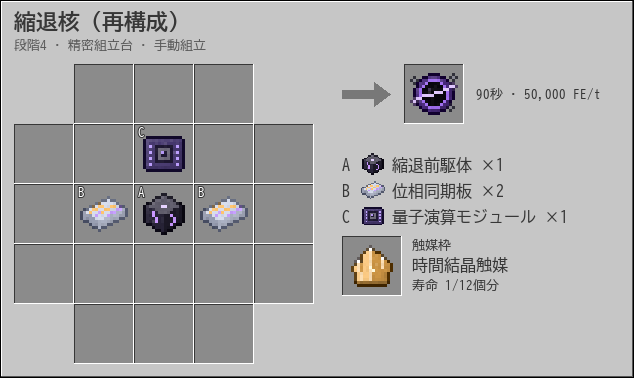 縮退核（再構成）
段階4 · 精密組立台 · 手動組立
90秒 · 50,000 FE/t
C
B
A
B
A 縮退前駆体 ×1
B 位相同期板 ×2
C 量子演算モジュール ×1
触媒枠
時間結晶触媒
寿命 1/12個分